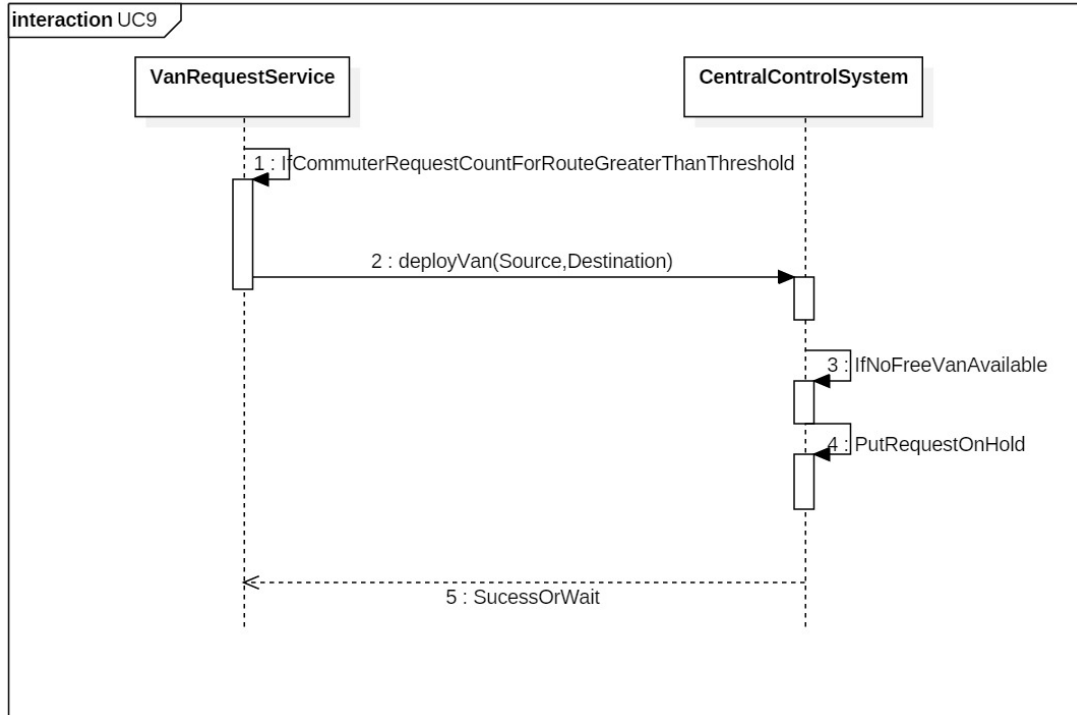 interaction UC9
VanRequestService
CentralControlSystem
1 : IfCommuterRequestCountForRouteGreaterThanThreshold
2 : deployVan(Source,Destination)
3 : IfNoFreeVanAvailable
4 : PutRequestOnHold
5 : SucessOrWait